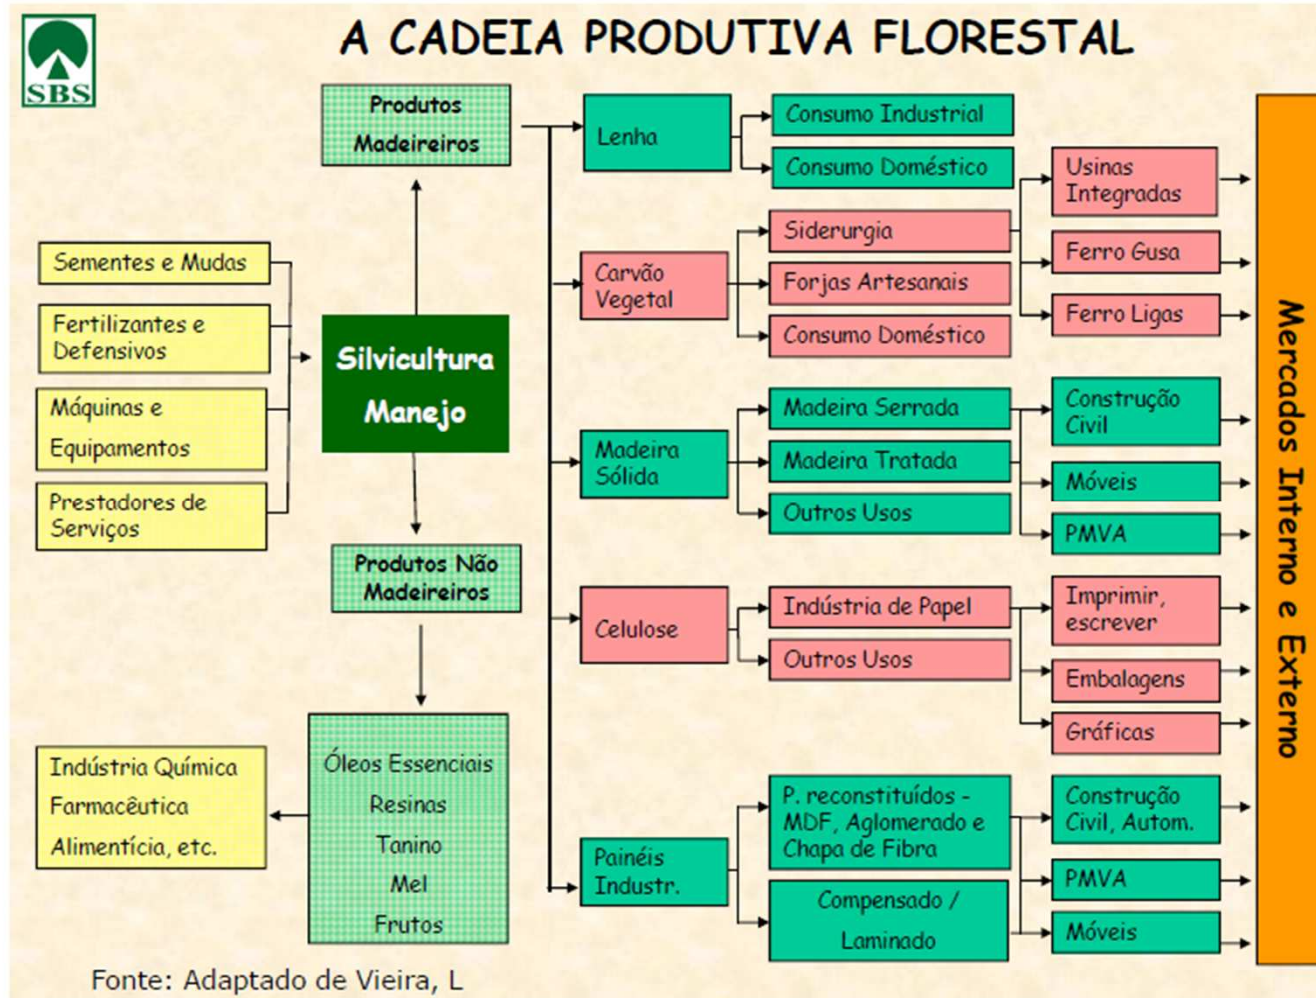 A CADEIA PRODUTIVA FLORESTAL
SBS
Produtos
Madeireiros
Sementes e Mudas
Fertilizantes e
Defensivos
Máquinas e
Equipamentos
Prestadores de
Serviços
Silvicultura
Manejo
Produtos Não
Madeireiros
Óleos Essenciais
Resinas
Tanino
Mel
Frutos
Indústria Química
Farmacêutica
Alimentícia, etc.
Lenha
Consumo Industrial
Consumo Doméstico
Carvão
Vegetal
Siderurgia
Forjas Artesanais
Consumo Doméstico
Usinas
Integradas
Ferro Gusa
Ferro Ligas
Madeira
Sólida
Madeira Serrada
Madeira Tratada
Outros Usos
Construção
Civil
Móveis
PMVA
Celulose
Indústria de Papel
Outros Usos
Imprimir,
escrever
Embalagens
Gráficas
Painéis
Industr.
P. reconstituídos -
MDF, Aglomerado e
Chapa de Fibra
Compensado /
Laminado
Construção
Civil, Autom.
PMVA
Móveis
Mercados Interno e Externo
Fonte: Adaptado de Vieira, L